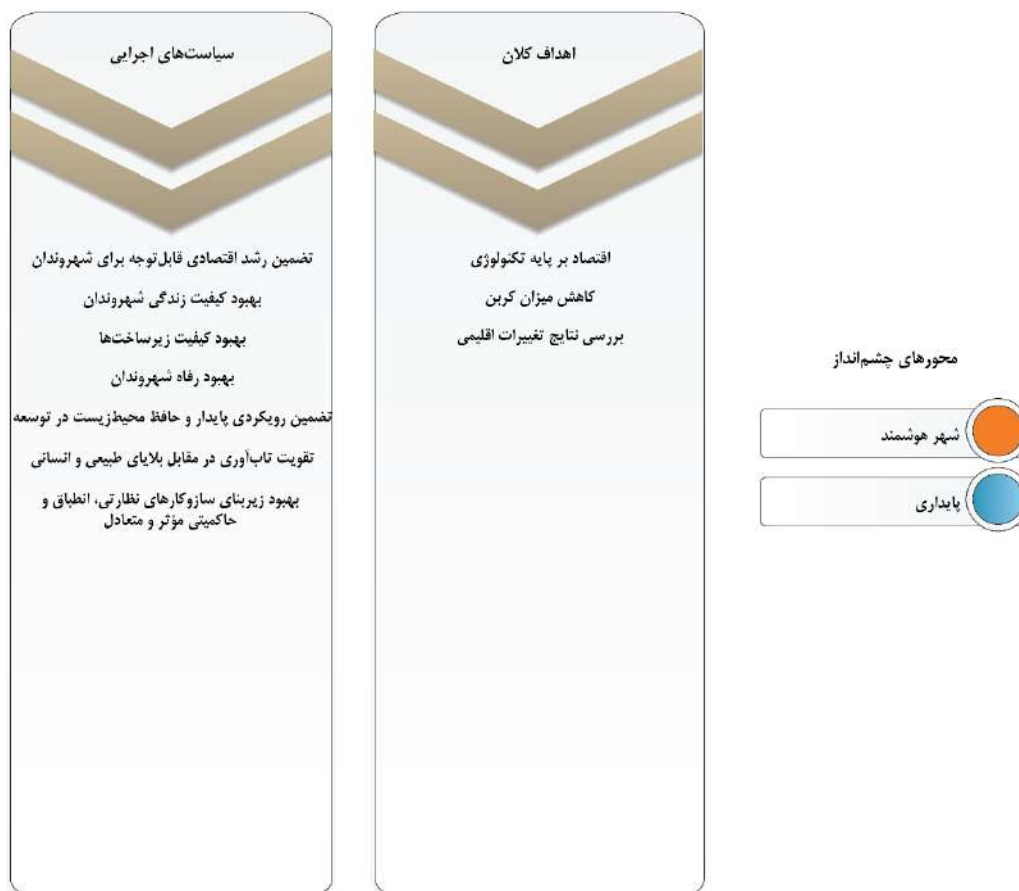 محورهای چشم‌انداز
شهر هوشمند
پایداری
اهداف کلان
اقتصاد بر پایه تکنولوژی
کاهش میزان کربن
بررسی نتایج تغییرات اقلیمی
سیاست‌های اجرایی
تضمین رشد اقتصادی قابل‌توجه برای شهروندان
بهبود کیفیت زندگی شهروندان
بهبود کیفیت زیرساخت‌ها
بهبود رفاه شهروندان
تضمین رویکردی پایدار و حافظ محیط‌زیست در توسعه
تقویت تاب‌آوری در مقابل بلایای طبیعی و انسانی
بهبود زیربنای سازوکارهای نظارتی، انطباق و
حاکمیتی مؤثر و متعادل